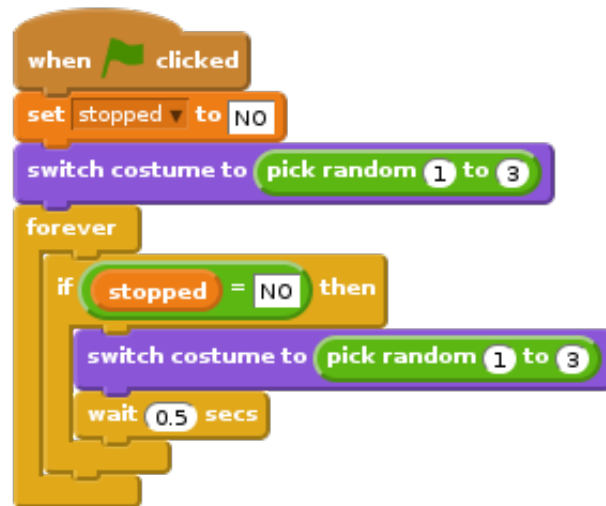 when clicked
set stopped to NO
switch costume to pick random 1 to 3
forever
if stopped = NO then
switch costume to pick random 1 to 3
wait 0.5 secs